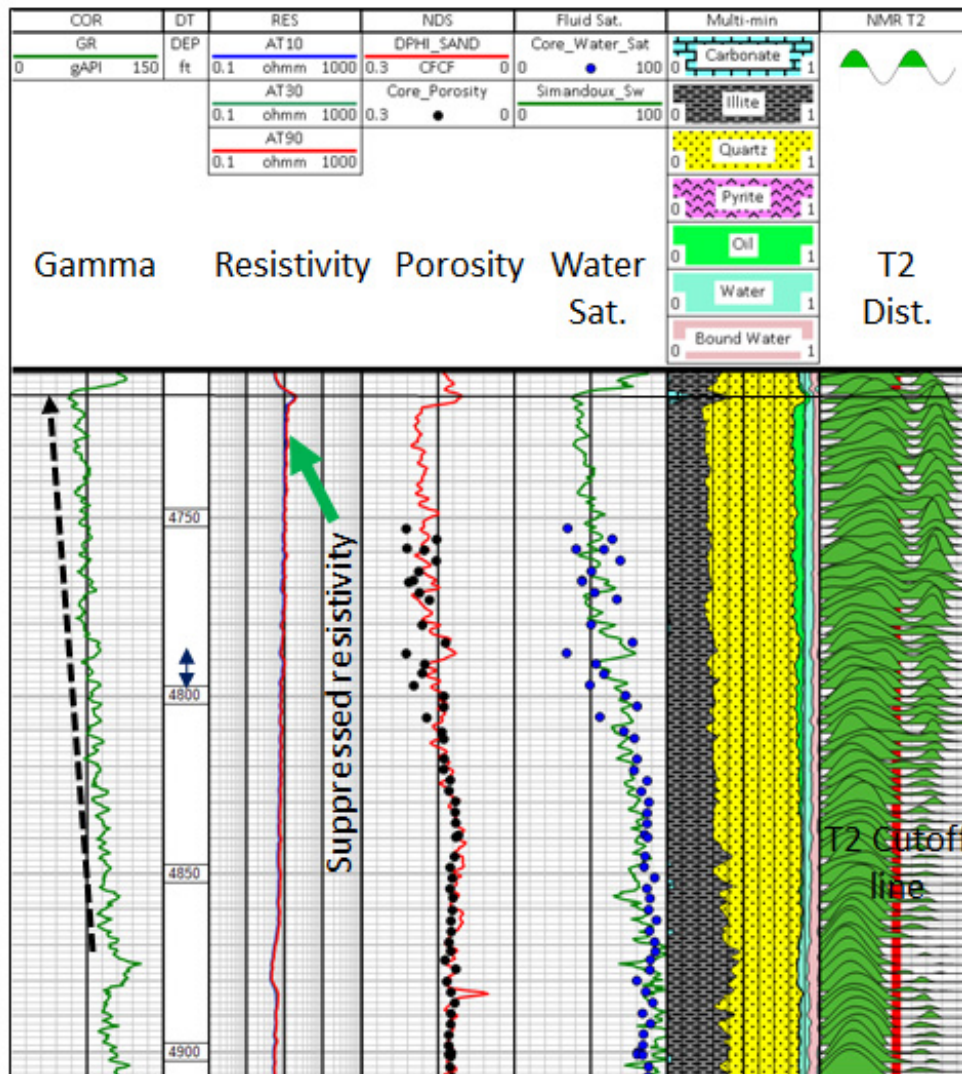 COR DT RES NDS Fluid Sat. Multi-min NMR T2
GR
0 gAPI 150
DEP
ft
AT10
0.1 ohmm 1000
AT30
0.1 ohmm 1000
AT90
0.1 ohmm 1000
DPHI_SAND
0.3 CFCF 0
Core_Porosity
0.3 0
Core_Water_Sat
0 100
Simandoux_Sw
0 100
Carbonate
0 1
Illite
0 1
Quartz
0 1
Pyrite
0 1
Oil
0 1
Water
0 1
Bound Water
0 1
Gamma
Resistivity
Porosity
Water
Sat.
T2
Dist.
4750
4800
4850
4900
Suppressed resistivity
T2 Cutoff
line